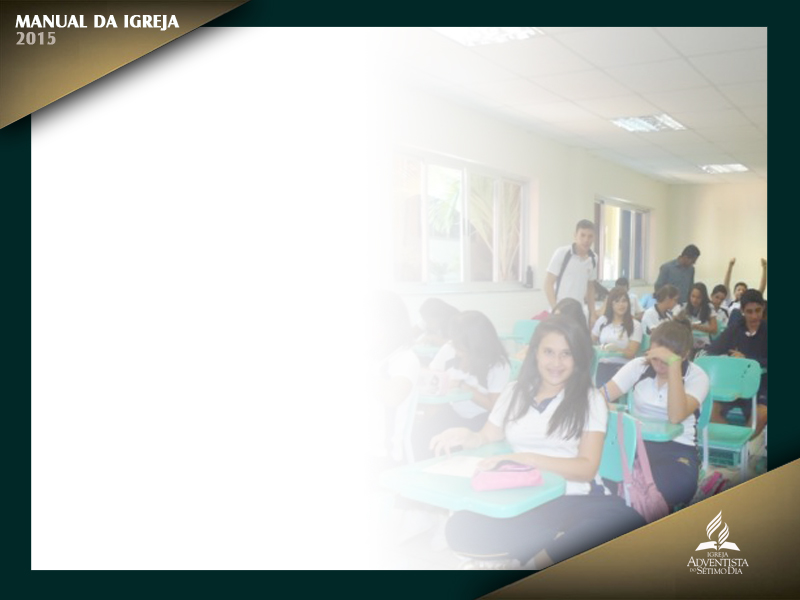 MANUAL DA IGREJA
2015
IGREJA
ADVENTISTA
DO SÉTIMO DIA